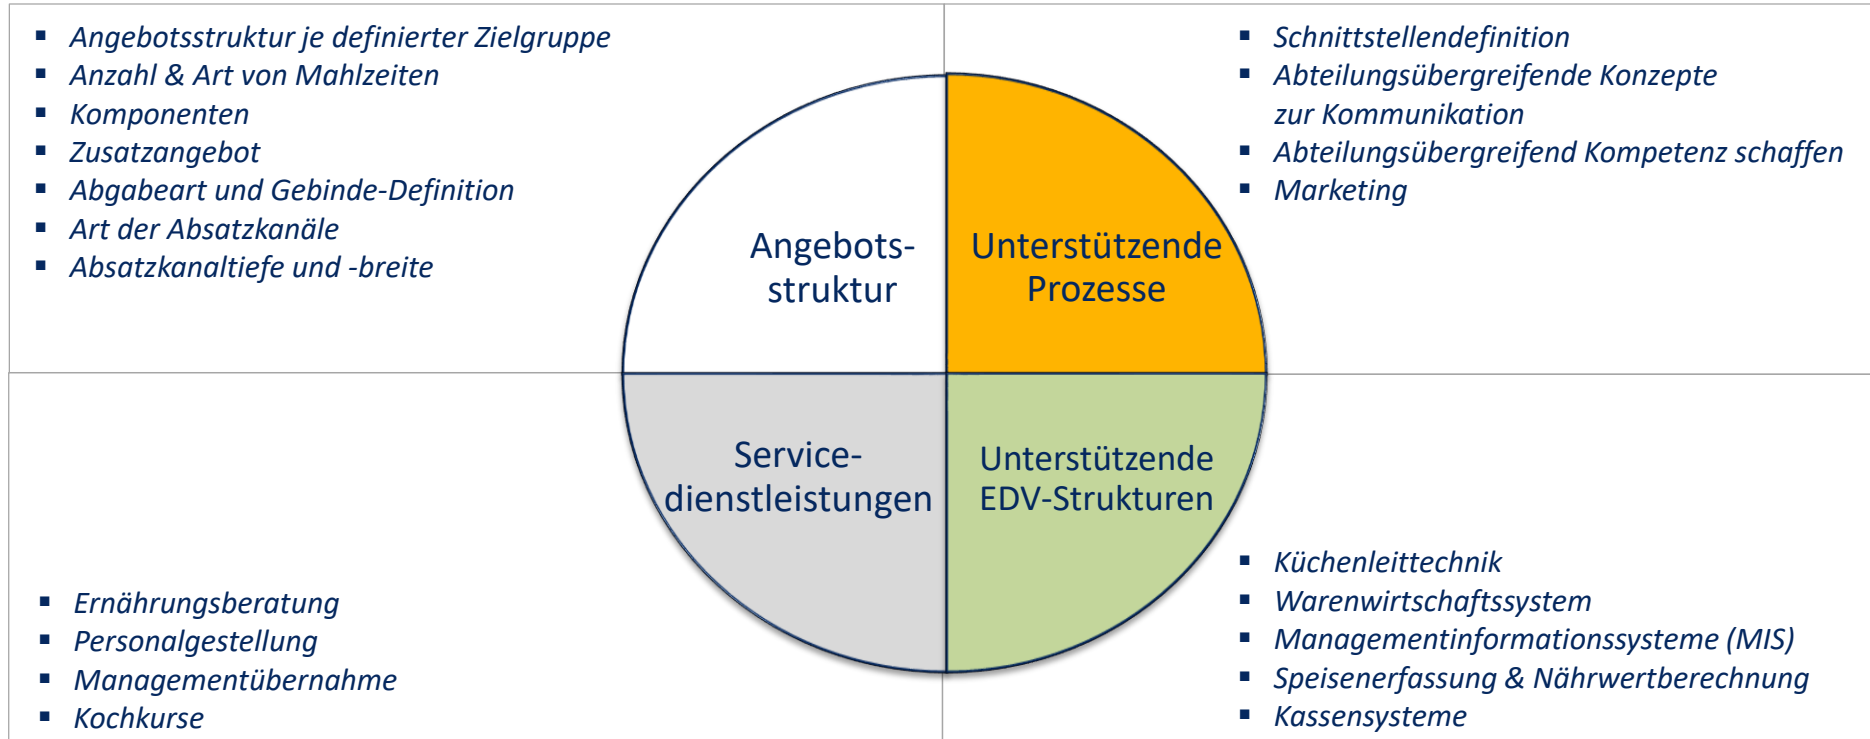 ▪ Angebotsstruktur je definierter Zielgruppe
▪ Anzahl & Art von Mahlzeiten
▪ Komponenten
▪ Zusatzangebot
▪ Abgabeart und Gebinde-Definition
▪ Art der Absatzkanäle
▪ Absatzkanaltiefe und -breite
▪ Schnittstellendefinition
▪ Abteilungsübergreifende Konzepte
zur Kommunikation
▪ Abteilungsübergreifend Kompetenz schaffen
▪ Marketing
Angebots-
struktur
Unterstützende
Prozesse
Service-
dienstleistungen
Unterstützende
EDV-Strukturen
▪ Ernährungsberatung
▪ Personalgestellung
▪ Managementübernahme
▪ Kochkurse
▪ Küchenleittechnik
▪ Warenwirtschaftssystem
▪ Managementinformationssysteme (MIS)
▪ Speisenerfassung & Nährwertberechnung
▪ Kassensysteme